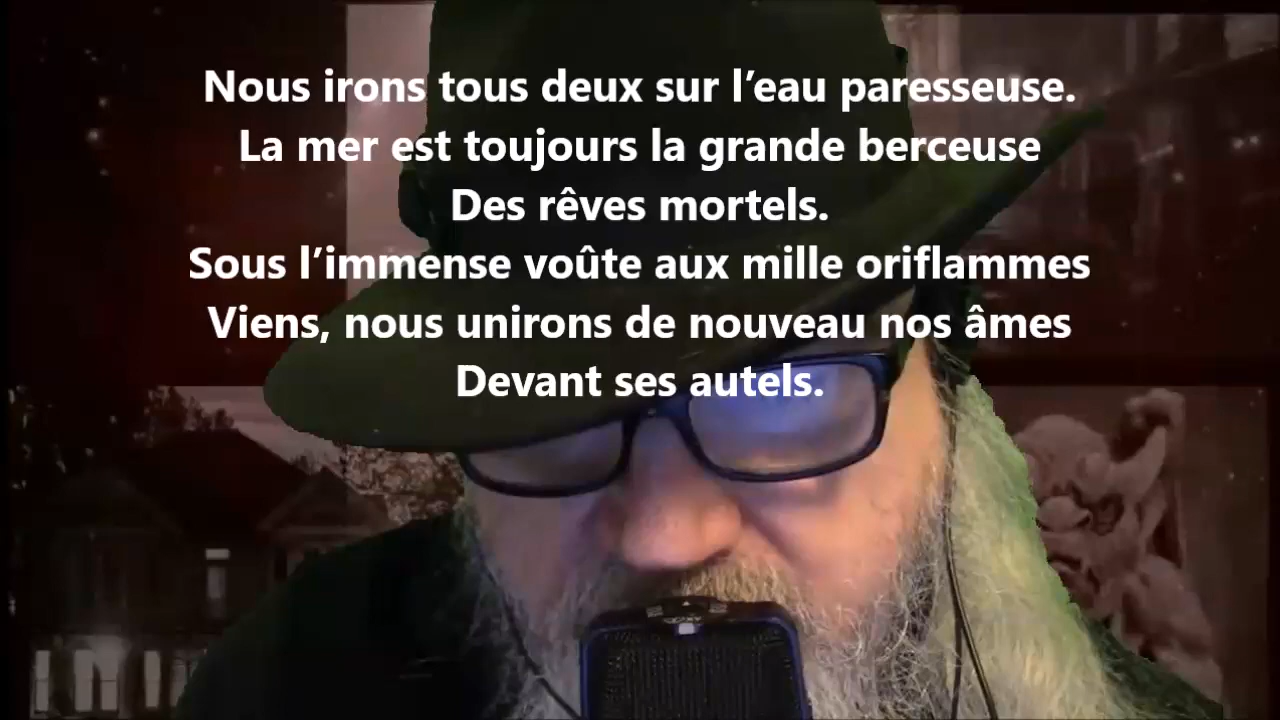 Nous irons tous deux sur l’eau paresseuse.
La mer est toujours la grande berceuse
Des rêves mortels.
Sous l’immense voûte aux mille oriflammes
Viens, nous unirons de nouveau nos âmes
Devant ses autels.